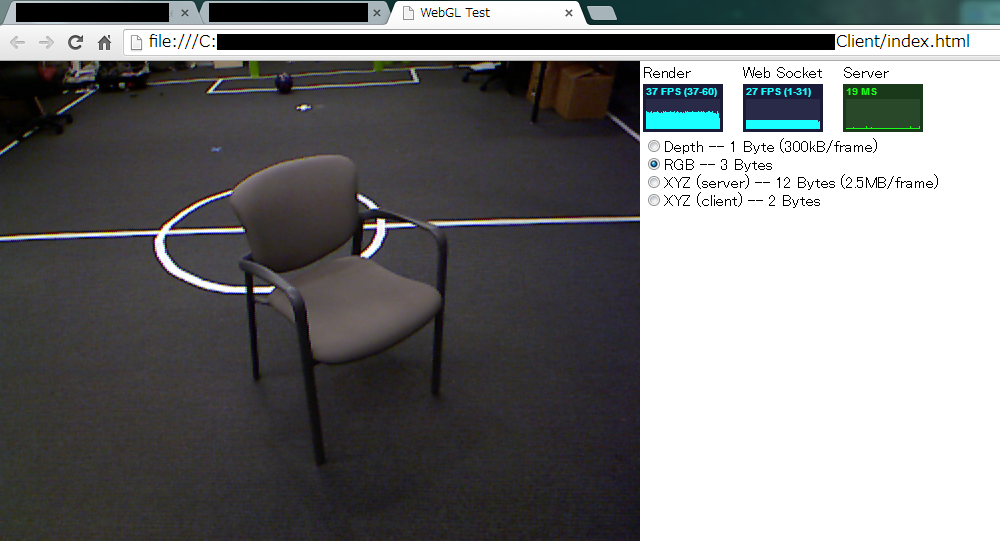 WebGL Test
file:///C: Client/index.html
Render Web Socket Server
37 FPS (37-60) 27 FPS (1-31) 19 MS
Depth -- 1 Byte (300kB/frame)
RGB -- 3 Bytes
XYZ (server) -- 12 Bytes (2.5MB/frame)
XYZ (client) -- 2 Bytes